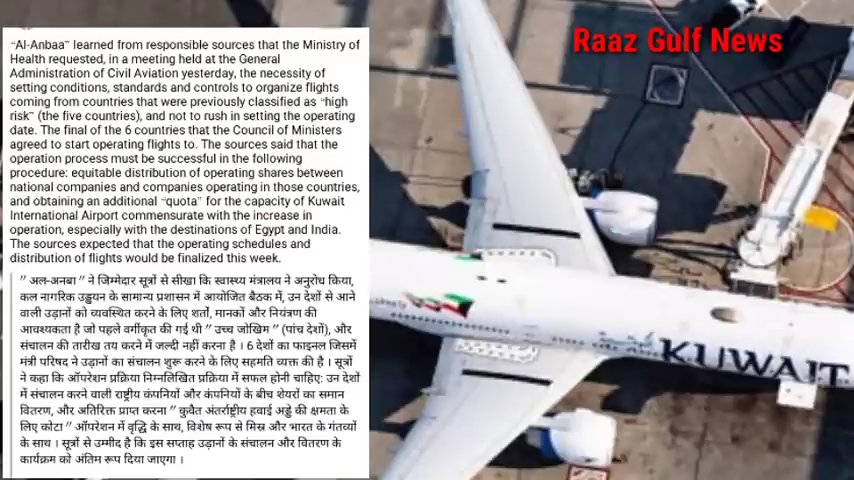 “Al-Anbaa” learned from responsible sources that the Ministry of
Health requested, in a meeting held at the General
Administration of Civil Aviation yesterday, the necessity of
setting conditions, standards and controls to organize flights
coming from countries that were previously classified as “high
risk” (the five countries), and not to rush in setting the operating
date. The final of the 6 countries that the Council of Ministers
agreed to start operating flights to. The sources said that the
operation process must be successful in the following
procedure: equitable distribution of operating shares between
national companies and companies operating in those countries,
and obtaining an additional “quota” for the capacity of Kuwait
International Airport commensurate with the increase in
operation, especially with the destinations of Egypt and India.
The sources expected that the operating schedules and
distribution of flights would be finalized this week.
" अल-अनबा " ने जिम्मेदार सूत्रों से सीखा कि स्वास्थ्य मंत्रालय ने अनुरोध किया,
कल नागरिक उड्डयन के सामान्य प्रशासन में आयोजित बैठक में, उन देशों से आने
वाली उड़ानों को व्यवस्थित करने के लिए शर्तों, मानकों और नियंत्रण की
आवश्यकता है जो पहले वर्गीकृत की गई थी " उच्च जोखिम " (पांच देशों), और
संचालन की तारीख तय करने में जल्दी नहीं करना है । 6 देशों का फाइनल जिसमें
मंत्री परिषद ने उड़ानों का संचालन शुरू करने के लिए सहमति व्यक्त की है । सूत्रों
ने कहा कि ऑपरेशन प्रक्रिया निम्नलिखित प्रक्रिया में सफल होनी चाहिए: उन देशों
में संचालन करने वाली राष्ट्रीय कंपनियों और कंपनियों के बीच शेयरों का समान
वितरण, और अतिरिक्त प्राप्त करना " कुवैत अंतर्राष्ट्रीय हवाई अड्डे की क्षमता के
लिए कोटा " ऑपरेशन में वृद्धि के साथ, विशेष रूप से मिस्र और भारत के गंतव्यों
के साथ । सूत्रों से उम्मीद है कि इस सप्ताह उड़ानों के संचालन और वितरण के
कार्यक्रम को अंतिम रूप दिया जाएगा ।
Raaz Gulf News
KUWAIT